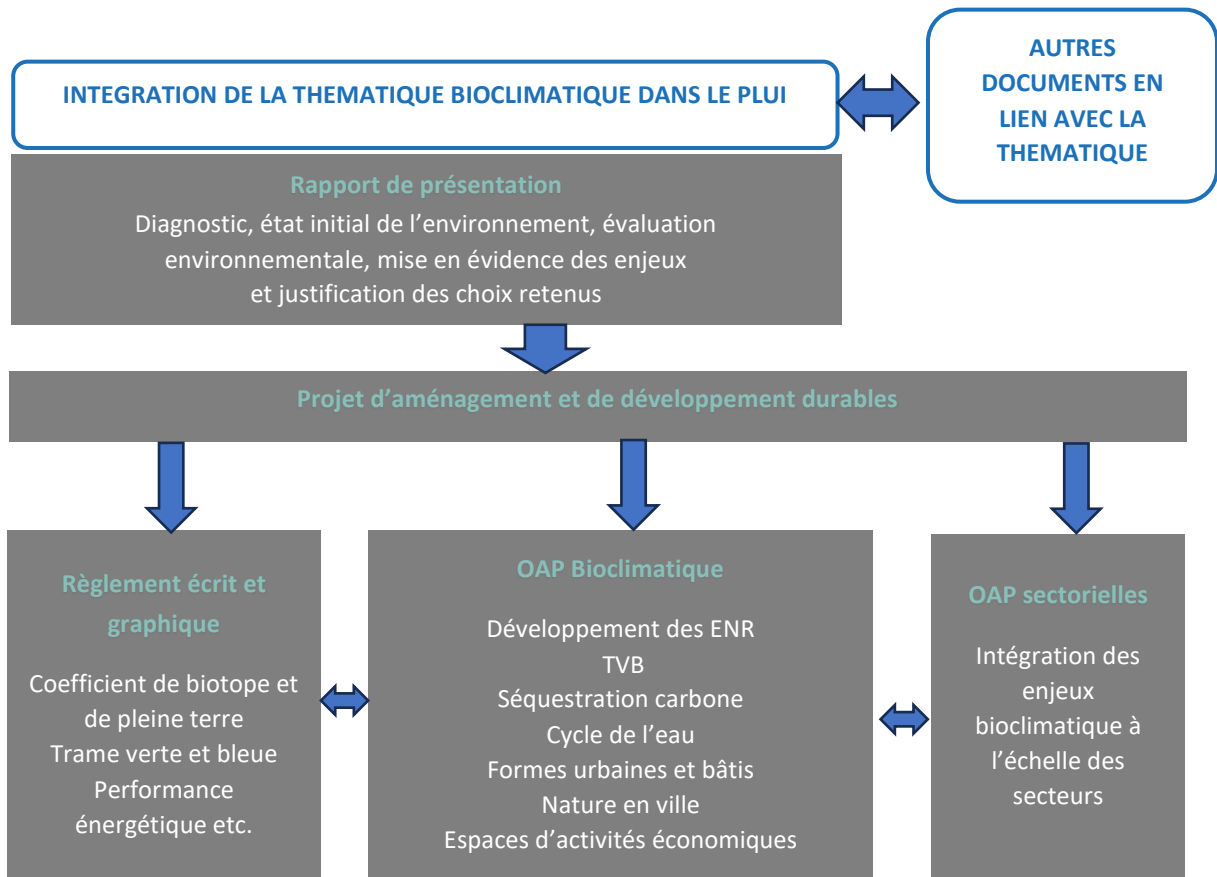 INTEGRATION DE LA THEMATIQUE BIOCLIMATIQUE DANS LE PLUI
AUTRES
DOCUMENTS EN
LIEN AVEC LA
THEMATIQUE
Rapport de présentation
Diagnostic, état initial de l’environnement, évaluation
environnementale, mise en évidence des enjeux
et justification des choix retenus
Projet d’aménagement et de développement durables
Règlement écrit et
graphique
Coefficient de biotope et
de pleine terre
Trame verte et bleue
Performance
énergétique etc.
OAP Bioclimatique
Développement des ENR
TVB
Séquestration carbone
Cycle de l’eau
Formes urbaines et bâtis
Nature en ville
Espaces d’activités économiques
OAP sectorielles
Intégration des
enjeux
bioclimatique à
l’échelle des
secteurs